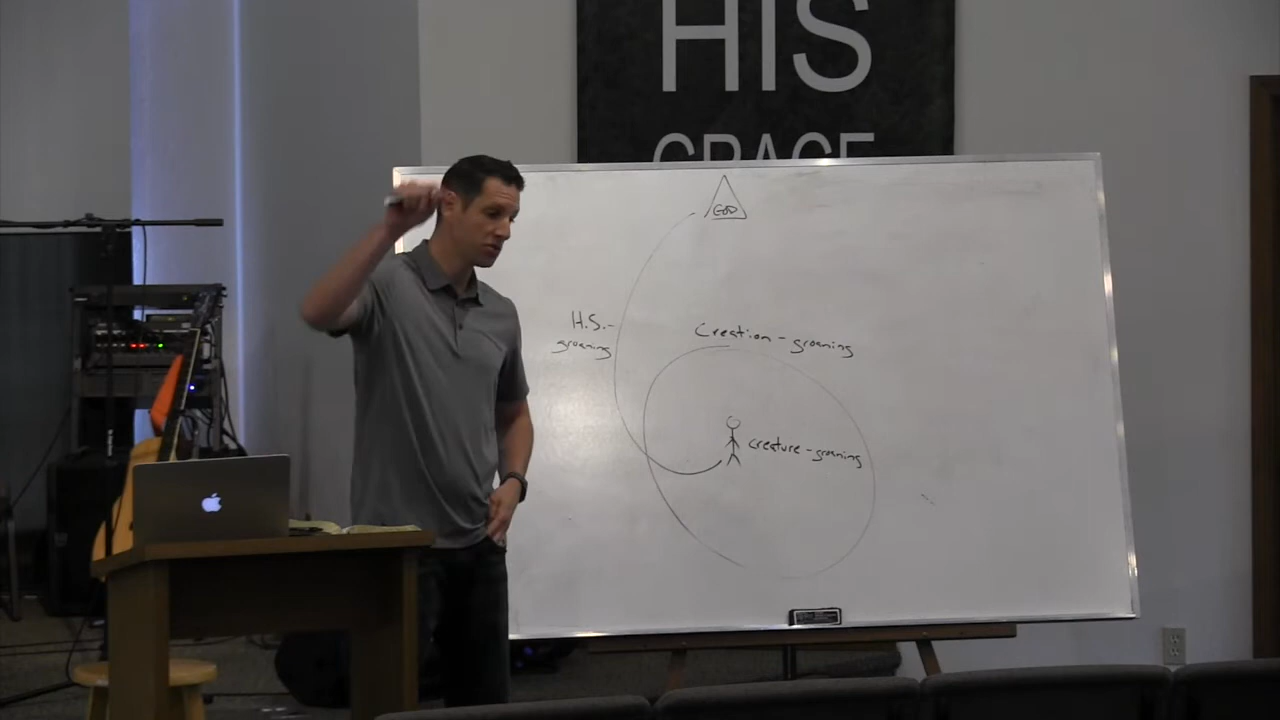 HIS
GRACE
GOD
H.S.-
groaning
Creation - groaning
creature - groaning